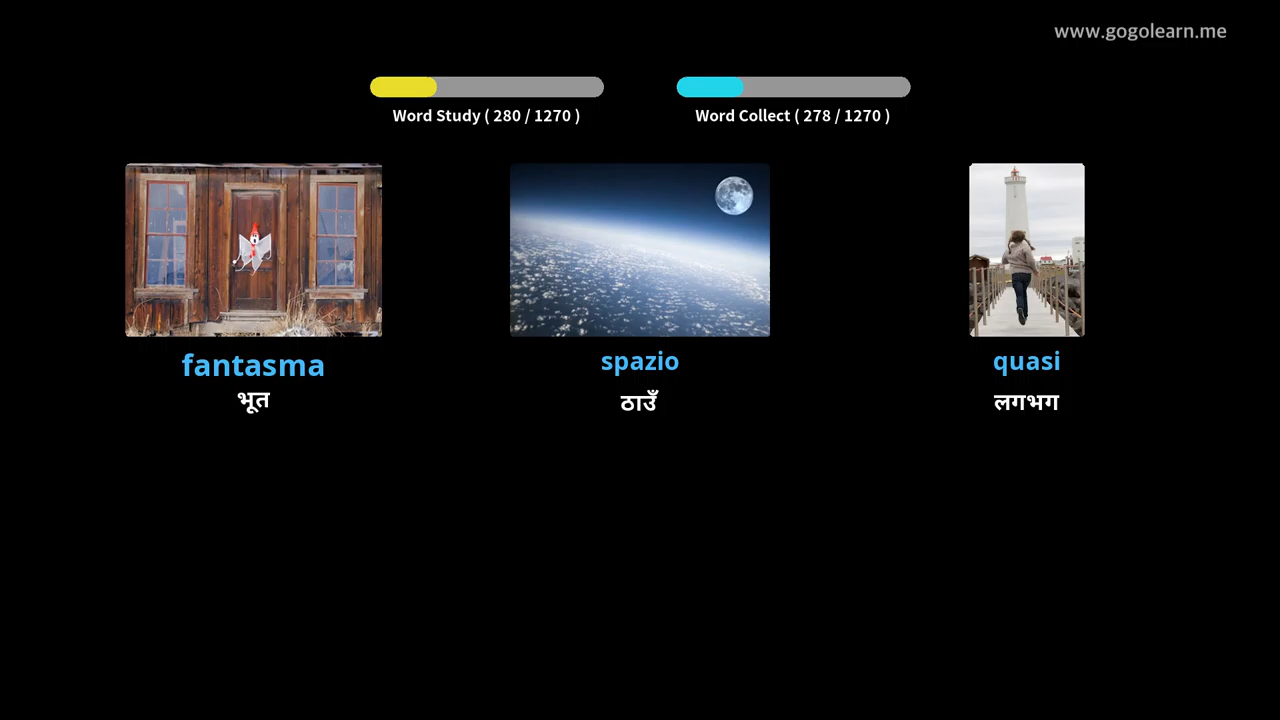 www.gogolearn.me
Word Study ( 280 / 1270 )
Word Collect ( 278 / 1270 )
fantasma
भूत
spazio
ठाउँ
quasi
लगभग